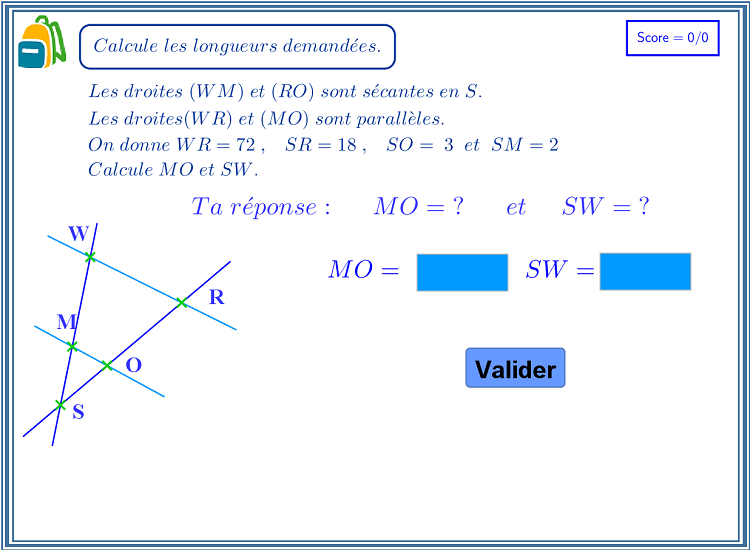 Calcule les longueurs demandées.
Score = 0/0
Les droites (WM) et (RO) sont sécantes en S.
Les droites(WR) et (MO) sont parallèles.
On donne WR = 72 , SR = 18 , SO = 3 et SM = 2
Calcule MO et SW.
Ta réponse : MO = ? et SW = ?
W
MO = SW =
R
M
O
Valider
S